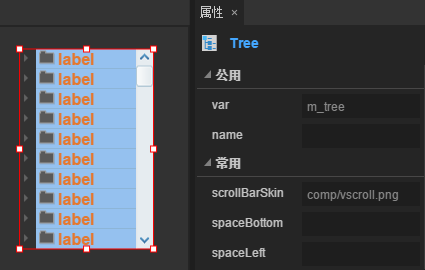 label
label
label
label
label
label
label
label
label
label
属性 ×
Tree
公用
var m_tree
name
常用
scrollBarSkin comp/vscroll.png
spaceBottom
spaceLeft